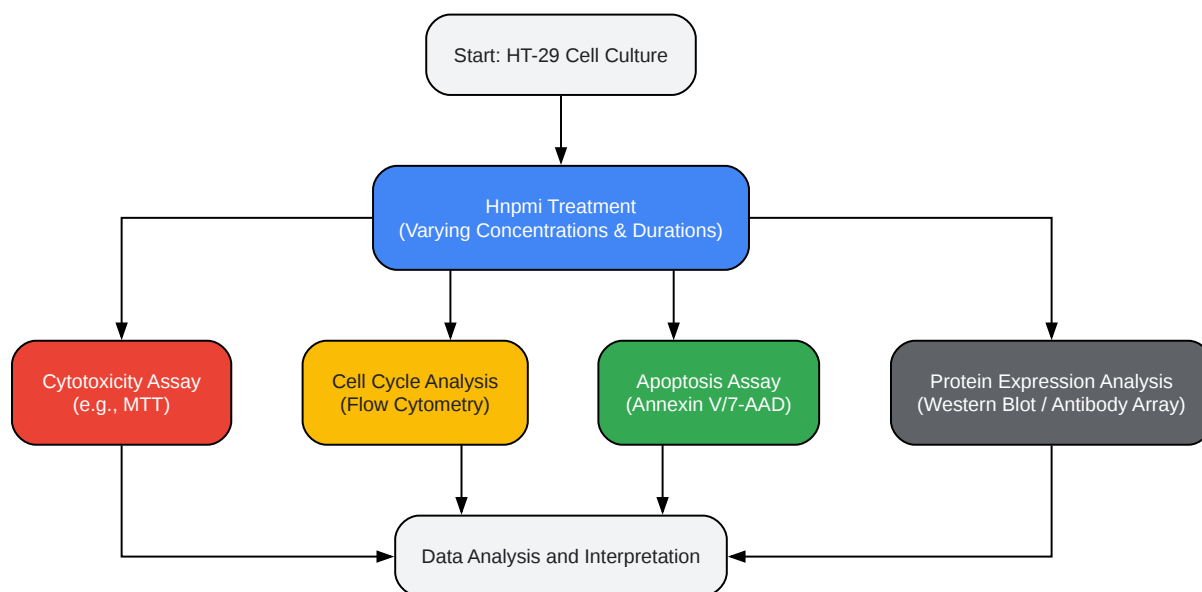 Start: HT-29 Cell Culture
Hnpmi Treatment
(Varying Concentrations & Durations)
Cytotoxicity Assay
(e.g., MTT)
Cell Cycle Analysis
(Flow Cytometry)
Apoptosis Assay
(Annexin V/7-AAD)
Protein Expression Analysis
(Western Blot / Antibody Array)
Data Analysis and Interpretation